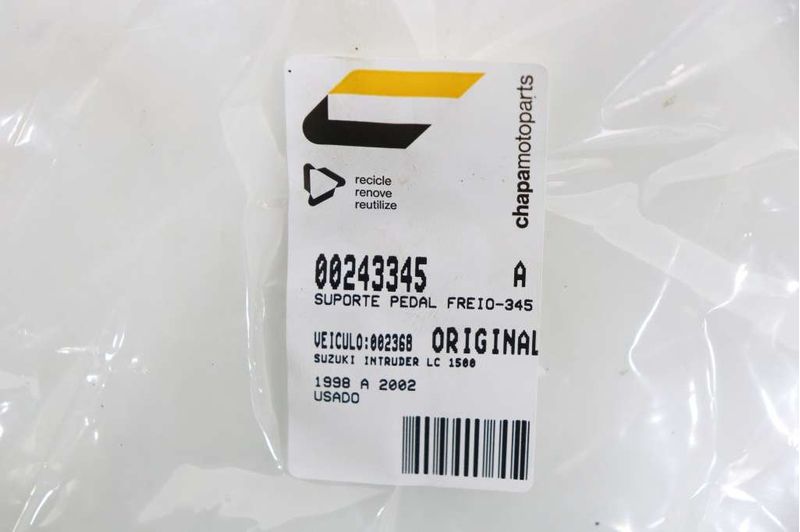 chapamotoparts
recicle
renove
reutilize
00243345 A
SUPORTE PEDAL FREIO-345
VEICULO:002368 ORIGINAL
SUZUKI INTRUDER LC 1500
1998 A 2002
USADO